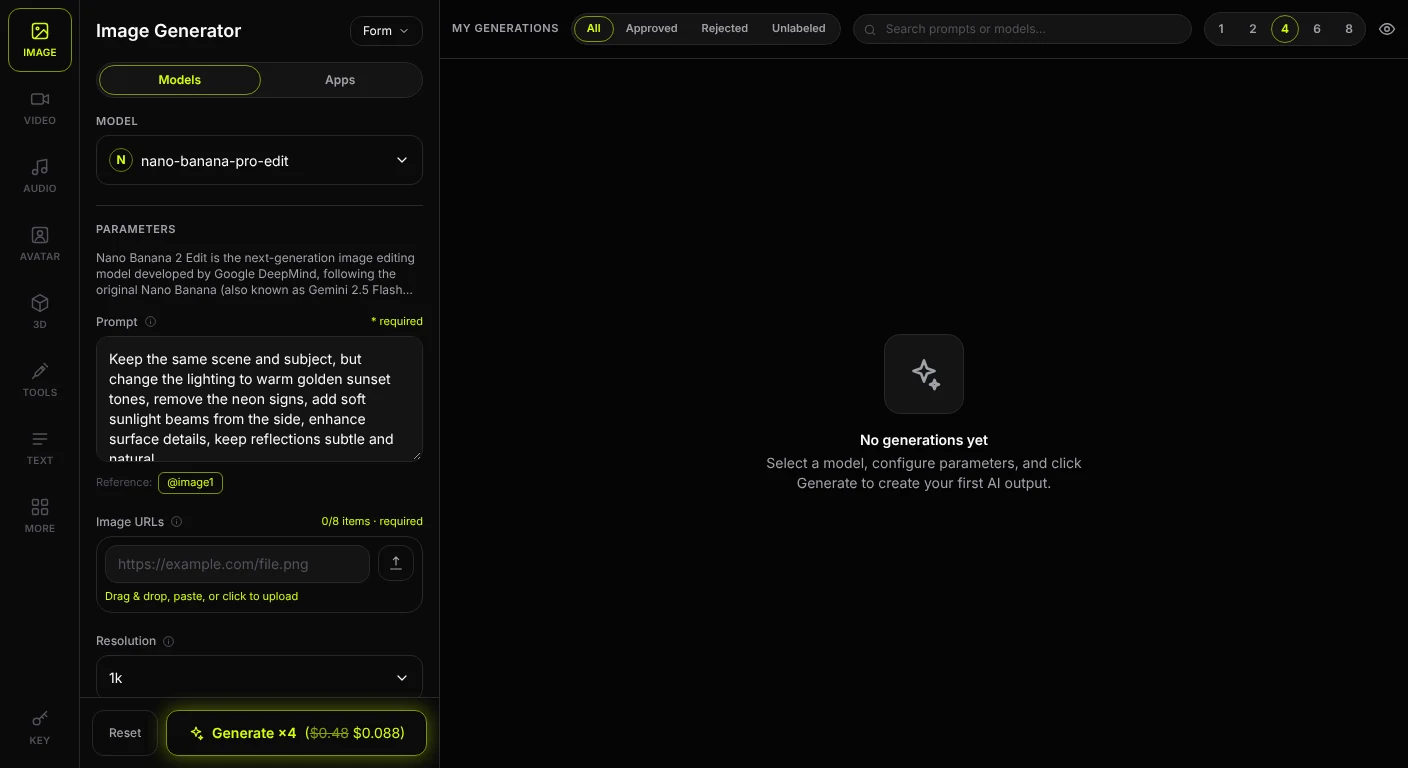 IMAGE
VIDEO
AUDIO
AVATAR
3D
TOOLS
TEXT
MORE
KEY
Image Generator
Form
Models
Apps
MODEL
N
nano-banana-pro-edit
PARAMETERS
Nano Banana 2 Edit is the next-generation image editing
model developed by Google DeepMind, following the
original Nano Banana (also known as Gemini 2.5 Flash...
Prompt
* required
Keep the same scene and subject, but
change the lighting to warm golden sunset
tones, remove the neon signs, add soft
sunlight beams from the side, enhance
surface details, keep reflections subtle and
natural
Reference: @image1
Image URLs
0/8 items · required
https://example.com/file.png
Drag & drop, paste, or click to upload
Resolution
1k
Reset
Generate ×4 ($0.48 $0.088)
MY GENERATIONS
All
Approved
Rejected
Unlabeled
Search prompts or models...
1 2 4 6 8
No generations yet
Select a model, configure parameters, and click
Generate to create your first AI output.